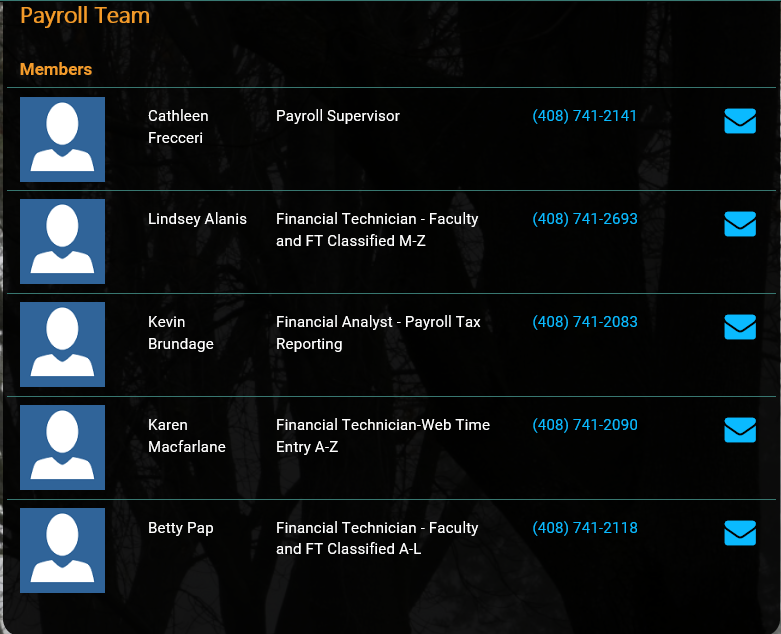 Payroll Team
Members
Cathleen
Frecceri
Payroll Supervisor
(408) 741-2141
Lindsey Alanis
Financial Technician - Faculty
and FT Classified M-Z
(408) 741-2693
Kevin
Brundage
Financial Analyst - Payroll Tax
Reporting
(408) 741-2083
Karen
Macfarlane
Financial Technician-Web Time
Entry A-Z
(408) 741-2090
Betty Pap
Financial Technician - Faculty
and FT Classified A-L
(408) 741-2118